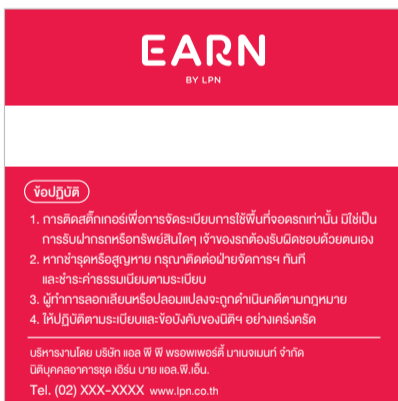 EARN
BY LPN
ข้อปฏิบัติ
1. การติดสติ๊กเกอร์เพื่อการจัดระเบียบการใช้พื้นที่จอดรถเท่านั้น มิใช่เป็น
การรับฝากรถหรือทรัพย์สินใดๆ เจ้าของรถต้องรับผิดชอบด้วยตนเอง
2. หากชำรุดหรือสูญหาย กรุณาติดต่อฝ่ายจัดการฯ ทันที
และชำระค่าธรรมเนียมตามระเบียบ
3. ผู้ทำการลอกเลียนหรือปลอมแปลงจะถูกดำเนินคดีตามกฎหมาย
4. ให้ปฏิบัติตามระเบียบและข้อบังคับของนิติฯ อย่างเคร่งครัด
บริหารงานโดย บริษัท แอล พี พี พรอพเพอร์ตี้ มาเนจเมนท์ จำกัด
นิติบุคคลอาคารชุด เอิร์น บาย แอล.พี.เอ็น.
Tel. (02) XXX-XXXX www.lpn.co.th